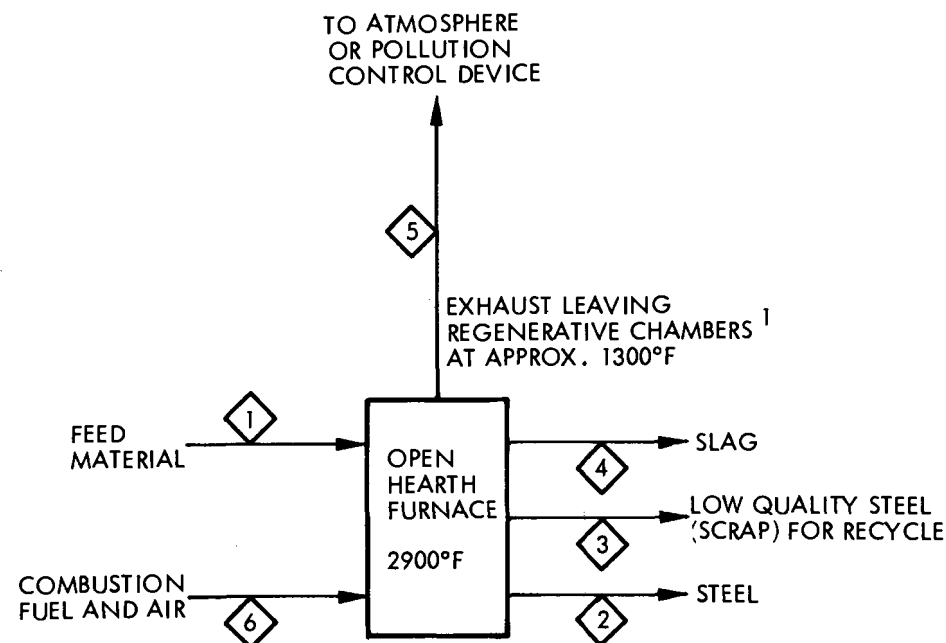 TO ATMOSPHERE
OR POLLUTION
CONTROL DEVICE
5
EXHAUST LEAVING
REGENERATIVE CHAMBERS 1
AT APPROX. 1300°F
1
FEED
MATERIAL
OPEN
HEARTH
FURNACE
2900°F
4
SLAG
3
LOW QUALITY STEEL
(SCRAP) FOR RECYCLE
COMBUSTION
FUEL AND AIR
6
2
STEEL